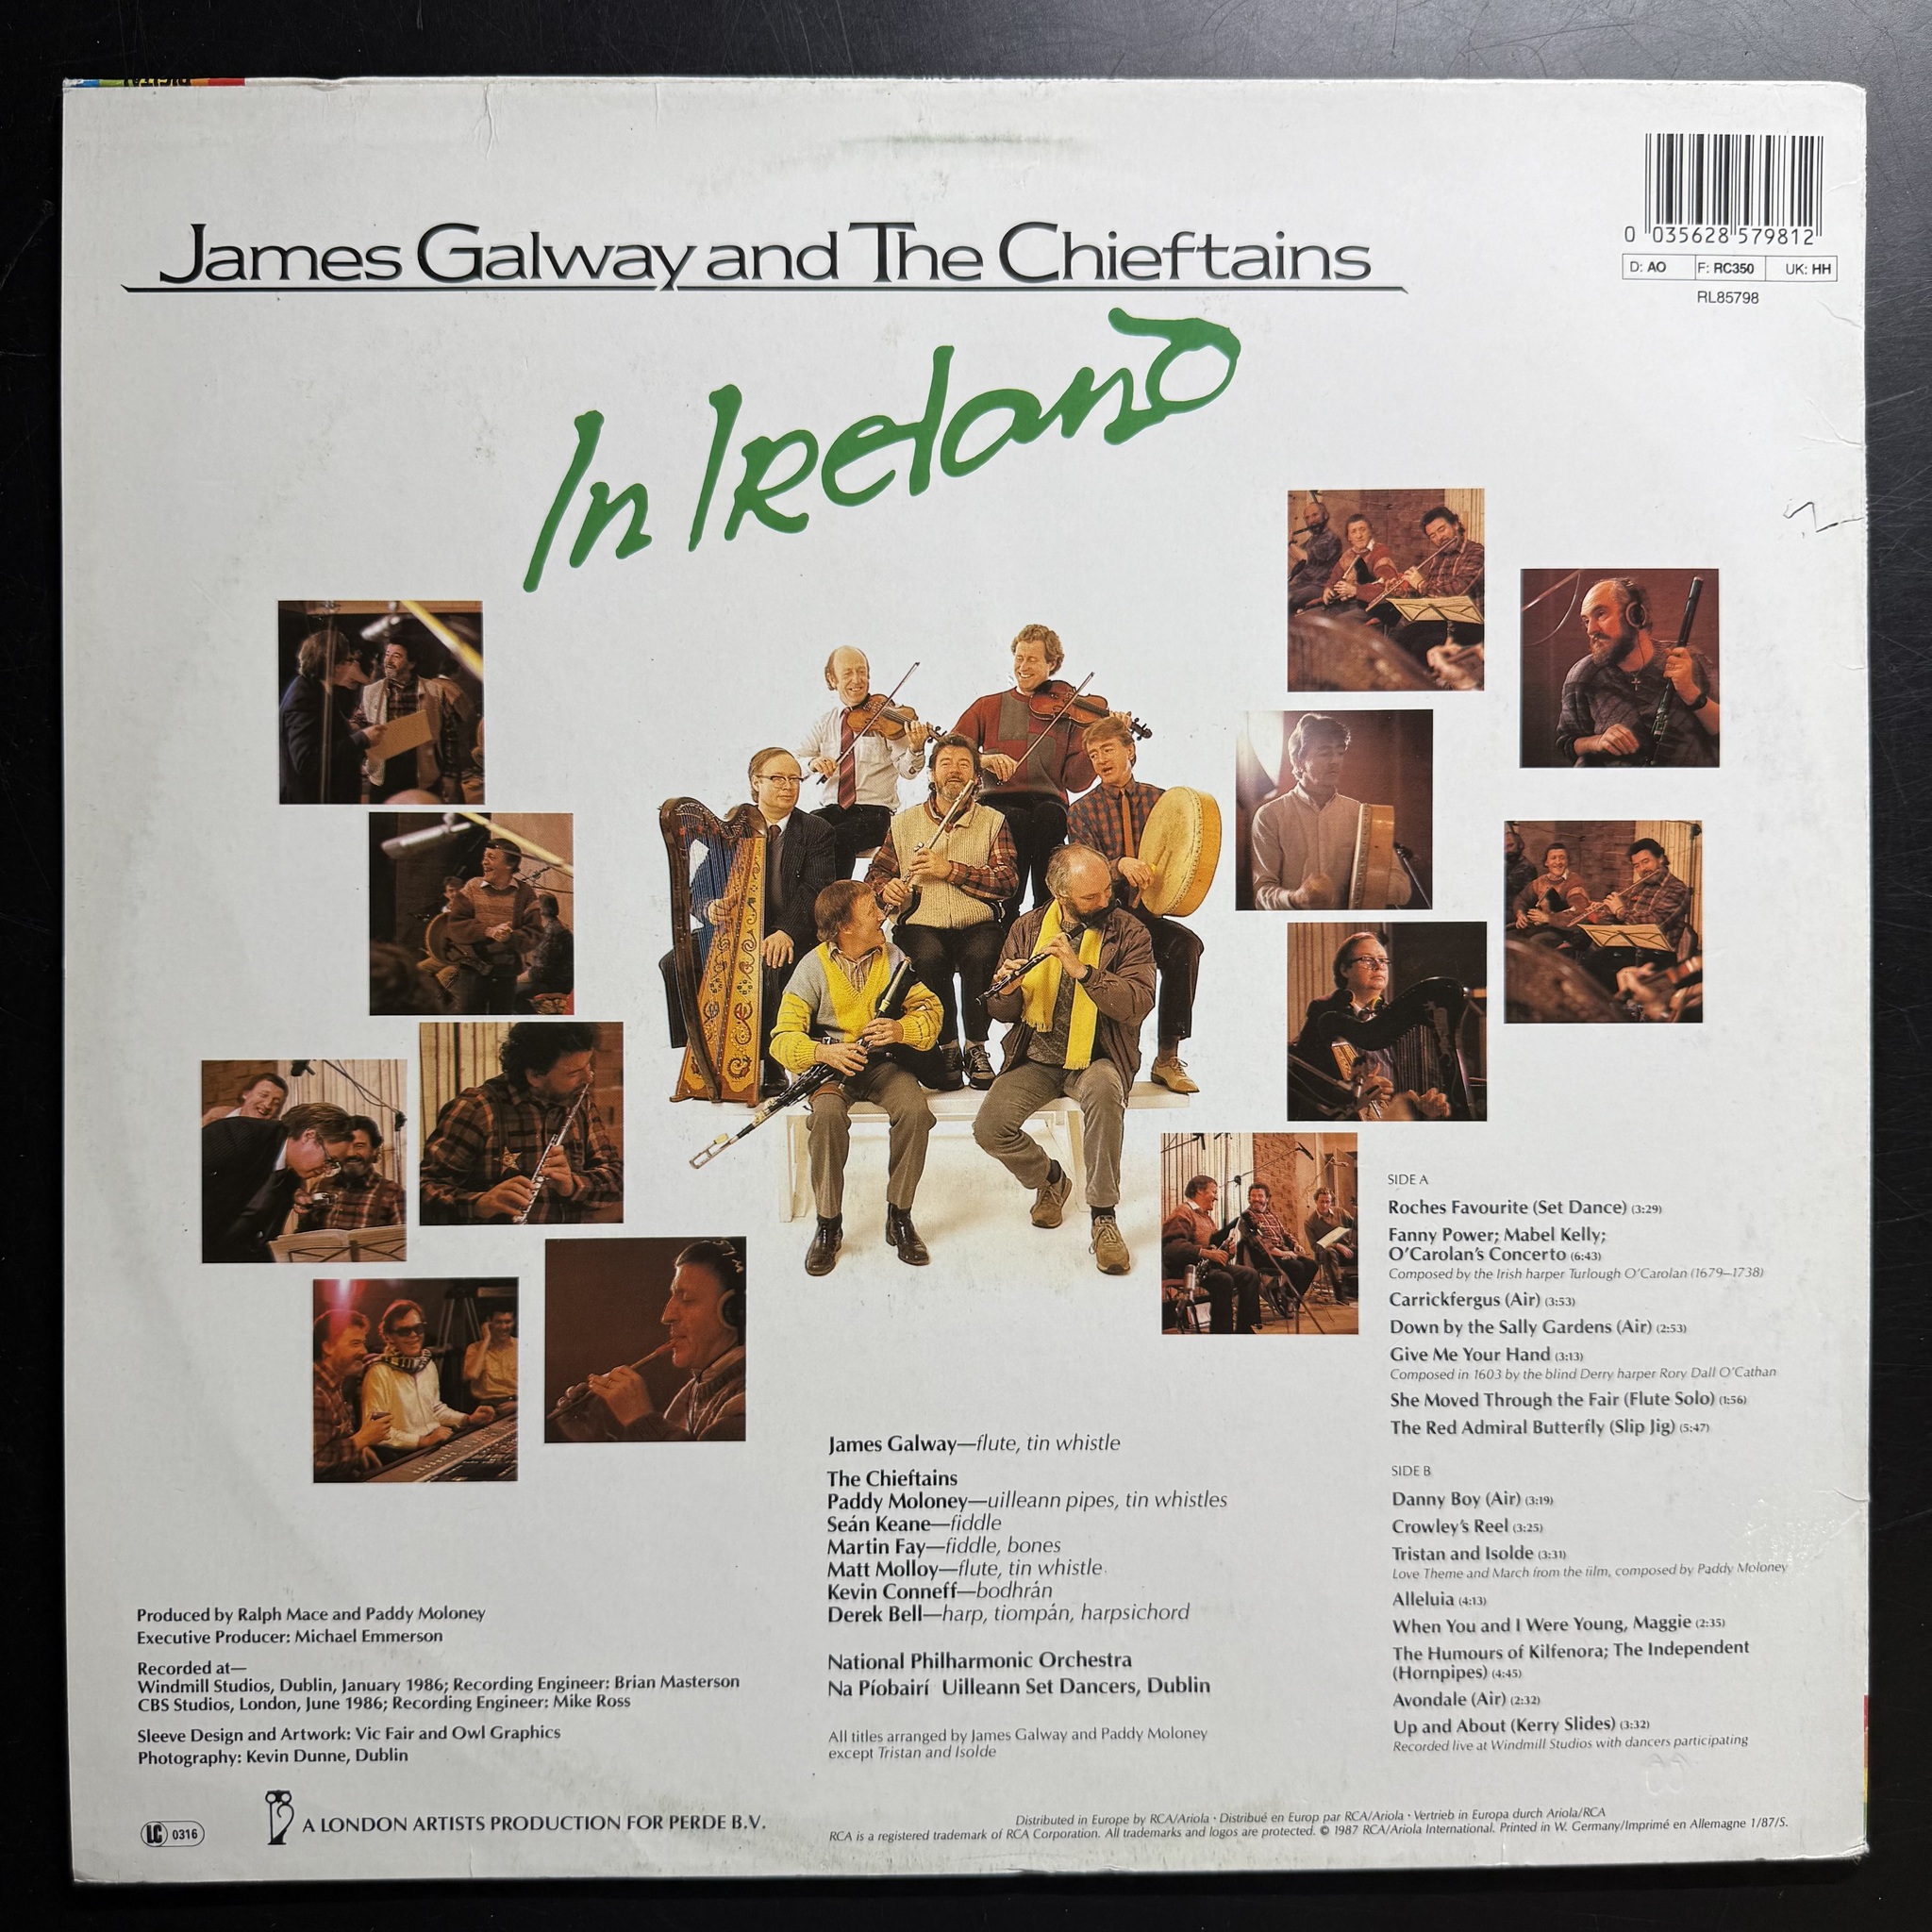 0 035628 579812
D: AO F: RC350 UK: HH
RL85798
James Galway and The Chieftains
In Ireland
SIDE A
Roches Favourite (Set Dance) (3:29)
Fanny Power; Mabel Kelly;
O'Carolan's Concerto (6:43)
Composed by the Irish harper Turlough O'Carolan (1679–1738)
Carrickfergus (Air) (3:53)
Down by the Sally Gardens (Air) (2:53)
Give Me Your Hand (3:13)
Composed in 1603 by the blind Derry harper Rory Dall O'Cathan
She Moved Through the Fair (Flute Solo) (1:56)
The Red Admiral Butterfly (Slip Jig) (5:47)
SIDE B
Danny Boy (Air) (3:19)
Crowley's Reel (3:25)
Tristan and Isolde (3:31)
Love Theme and March from the film, composed by Paddy Moloney
Alleluia (4:13)
When You and I Were Young, Maggie (2:35)
The Humours of Kilfenora; The Independent
(Hornpipes) (4:45)
Avondale (Air) (2:32)
Up and About (Kerry Slides) (3:32)
Recorded live at Windmill Studios with dancers participating
James Galway—flute, tin whistle
The Chieftains
Paddy Moloney—uilleann pipes, tin whistles
Seán Keane—fiddle
Martin Fay—fiddle, bones
Matt Molloy—flute, tin whistle
Kevin Conneff—bodhrán
Derek Bell—harp, tiompán, harpsichord
National Philharmonic Orchestra
Na Píobairí Uilleann Set Dancers, Dublin
All titles arranged by James Galway and Paddy Moloney
except Tristan and Isolde
Produced by Ralph Mace and Paddy Moloney
Executive Producer: Michael Emmerson
Recorded at—
Windmill Studios, Dublin, January 1986; Recording Engineer: Brian Masterson
CBS Studios, London, June 1986; Recording Engineer: Mike Ross
Sleeve Design and Artwork: Vic Fair and Owl Graphics
Photography: Kevin Dunne, Dublin
LC 0316
A LONDON ARTISTS PRODUCTION FOR PERDE B.V.
Distributed in Europe by RCA/Ariola · Distribué en Europ par RCA/Ariola · Vertrieb in Europa durch Ariola/RCA
RCA is a registered trademark of RCA Corporation. All trademarks and logos are protected. © 1987 RCA/Ariola International. Printed in W. Germany/Imprimé en Allemagne 1/87/S.